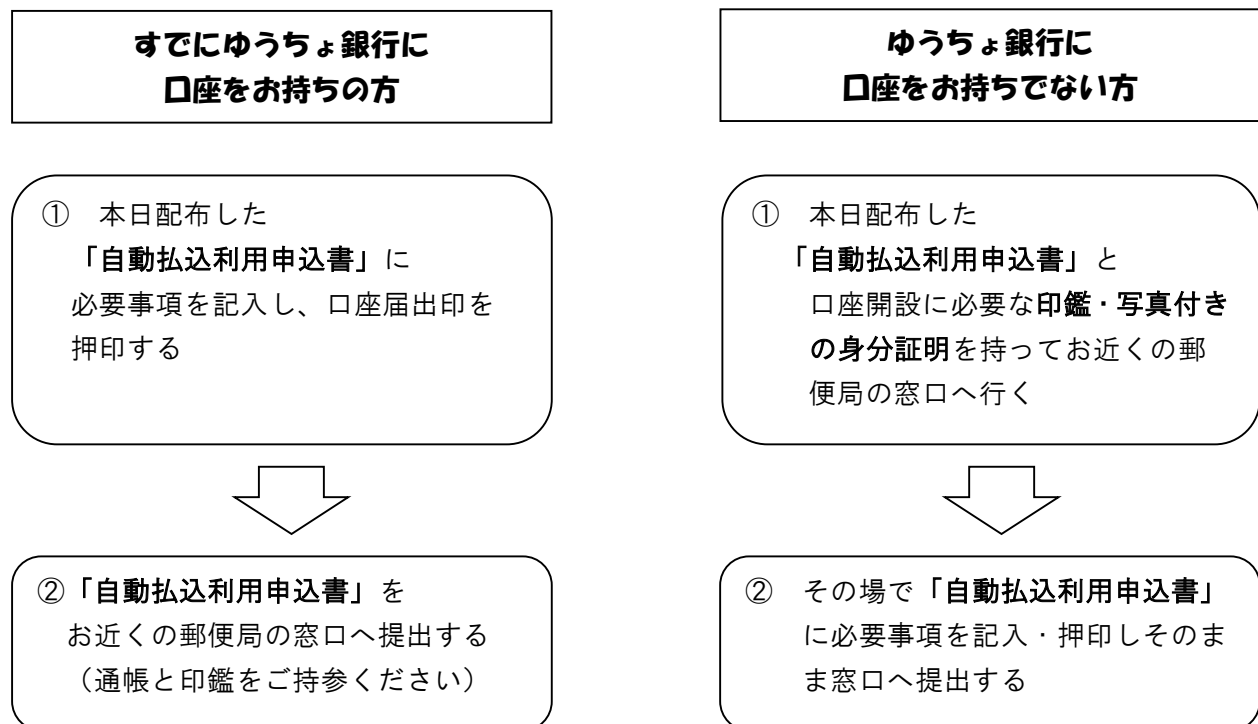 すでにゆうちょ銀行に
口座をお持ちの方
① 本日配布した
「自動払込利用申込書」に
必要事項を記入し、口座届出印を
押印する
②「自動払込利用申込書」を
お近くの郵便局の窓口へ提出する
（通帳と印鑑をご持参ください）
ゆうちょ銀行に
口座をお持ちでない方
① 本日配布した
「自動払込利用申込書」と
口座開設に必要な印鑑・写真付き
の身分証明を持ってお近くの郵
便局の窓口へ行く
② その場で「自動払込利用申込書」
に必要事項を記入・押印しそのま
ま窓口へ提出する